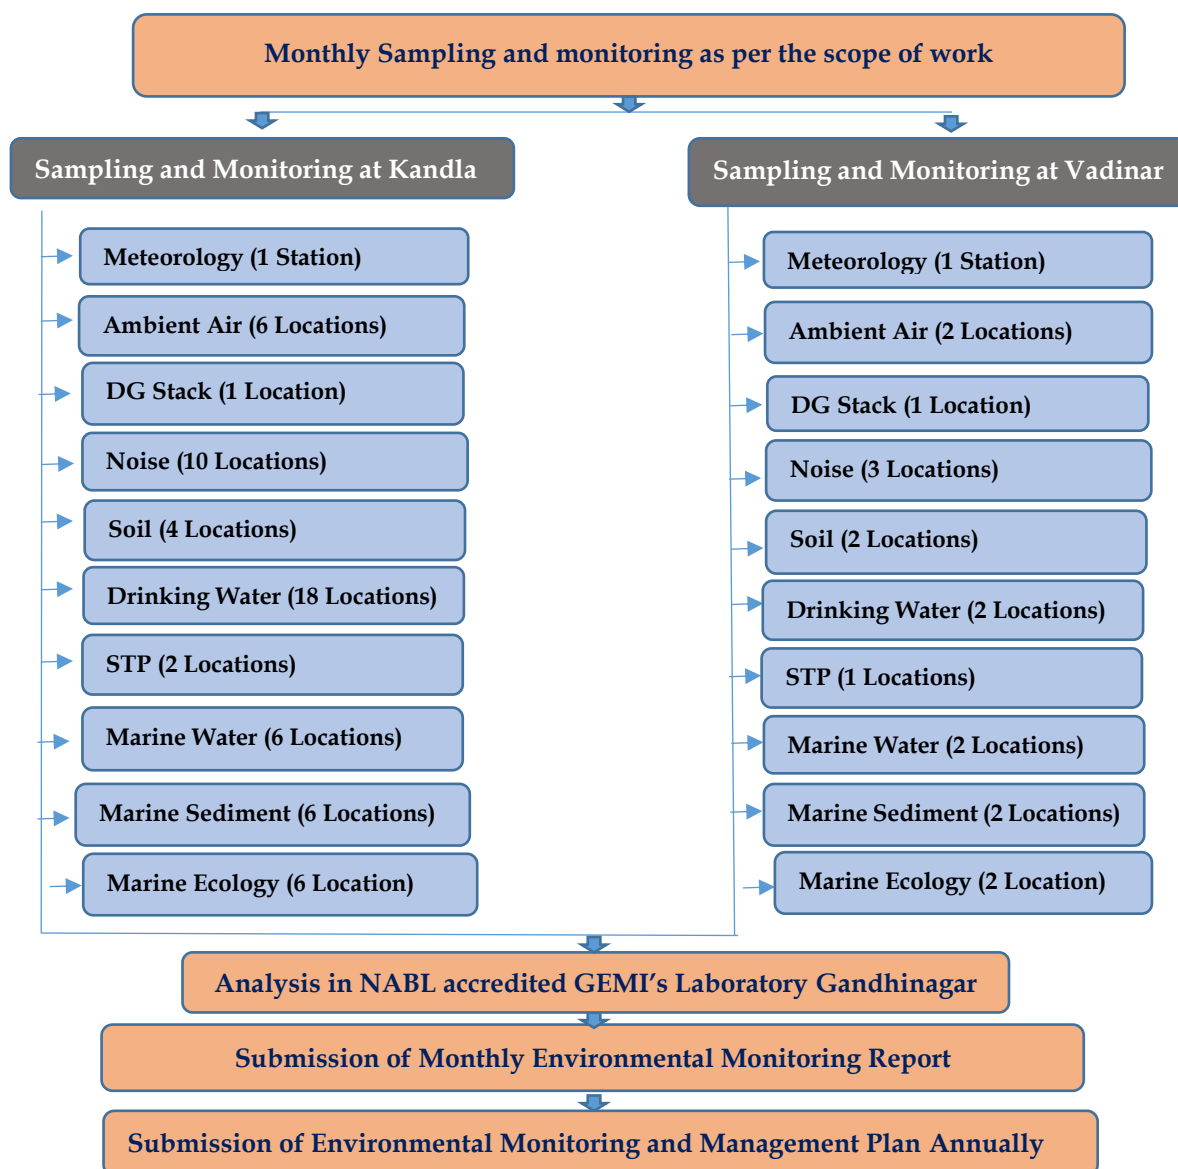 Monthly Sampling and monitoring as per the scope of work
Sampling and Monitoring at Kandla
Meteorology (1 Station)
Ambient Air (6 Locations)
DG Stack (1 Location)
Noise (10 Locations)
Soil (4 Locations)
Drinking Water (18 Locations)
STP (2 Locations)
Marine Water (6 Locations)
Marine Sediment (6 Locations)
Marine Ecology (6 Location)
Sampling and Monitoring at Vadinar
Meteorology (1 Station)
Ambient Air (2 Locations)
DG Stack (1 Location)
Noise (3 Locations)
Soil (2 Locations)
Drinking Water (2 Locations)
STP (1 Locations)
Marine Water (2 Locations)
Marine Sediment (2 Locations)
Marine Ecology (2 Location)
Analysis in NABL accredited GEMI’s Laboratory Gandhinagar
Submission of Monthly Environmental Monitoring Report
Submission of Environmental Monitoring and Management Plan Annually